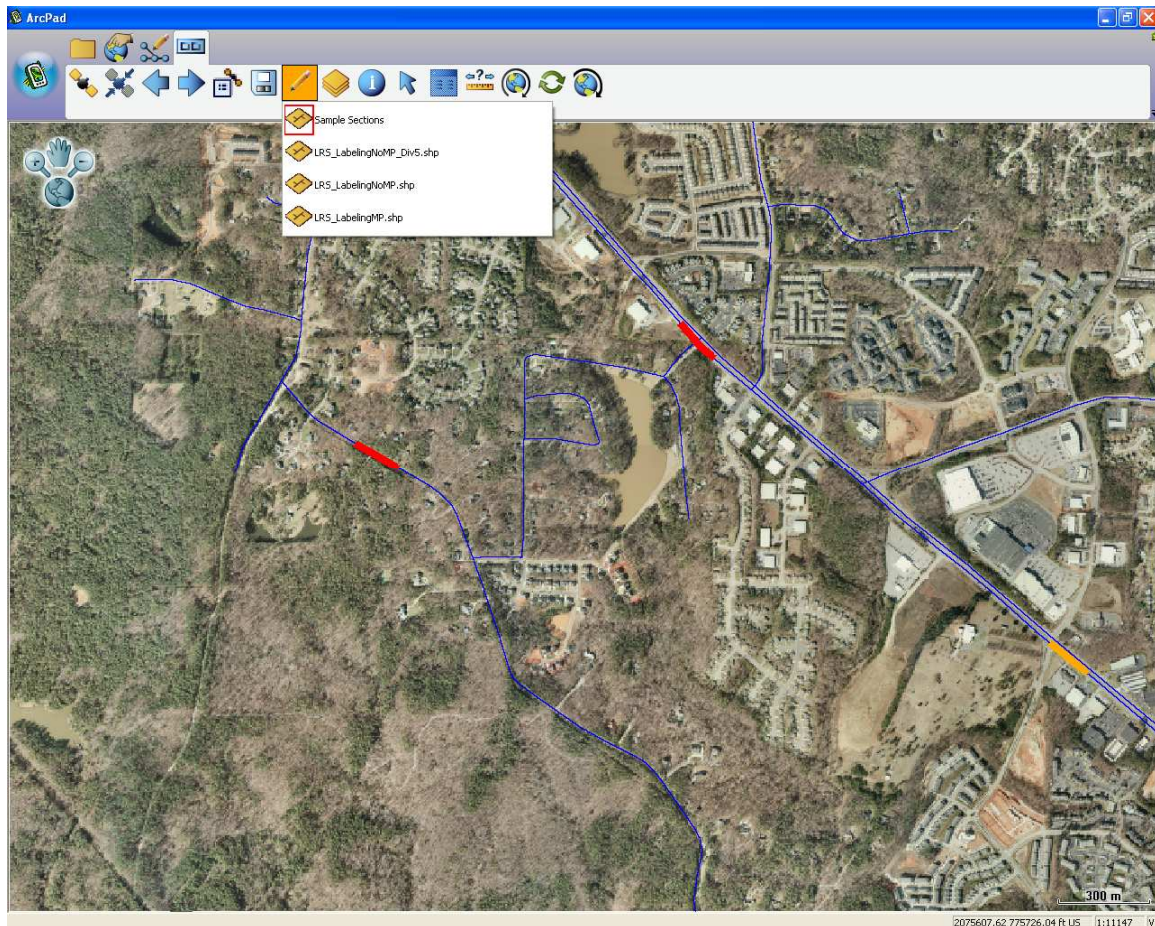 ArcPad
Sample Sections
LRS_LabelingNoMP_Div5.shp
LRS_LabelingNoMP.shp
LRS_LabelingMP.shp
300 m
2075607.62 775726.04 ft US 1:11147 V